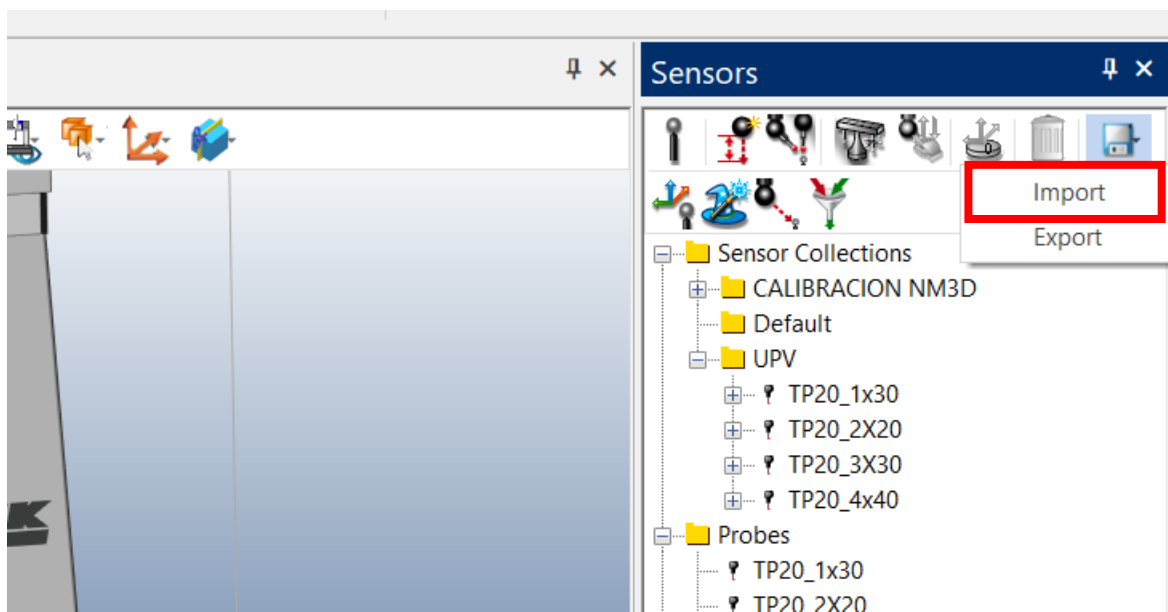 Sensors
Import
Export
Sensor Collections
CALIBRACION NM3D
Default
UPV
TP20_1x30
TP20_2X20
TP20_3X30
TP20_4x40
Probes
TP20_1x30
TP20_2X20
K